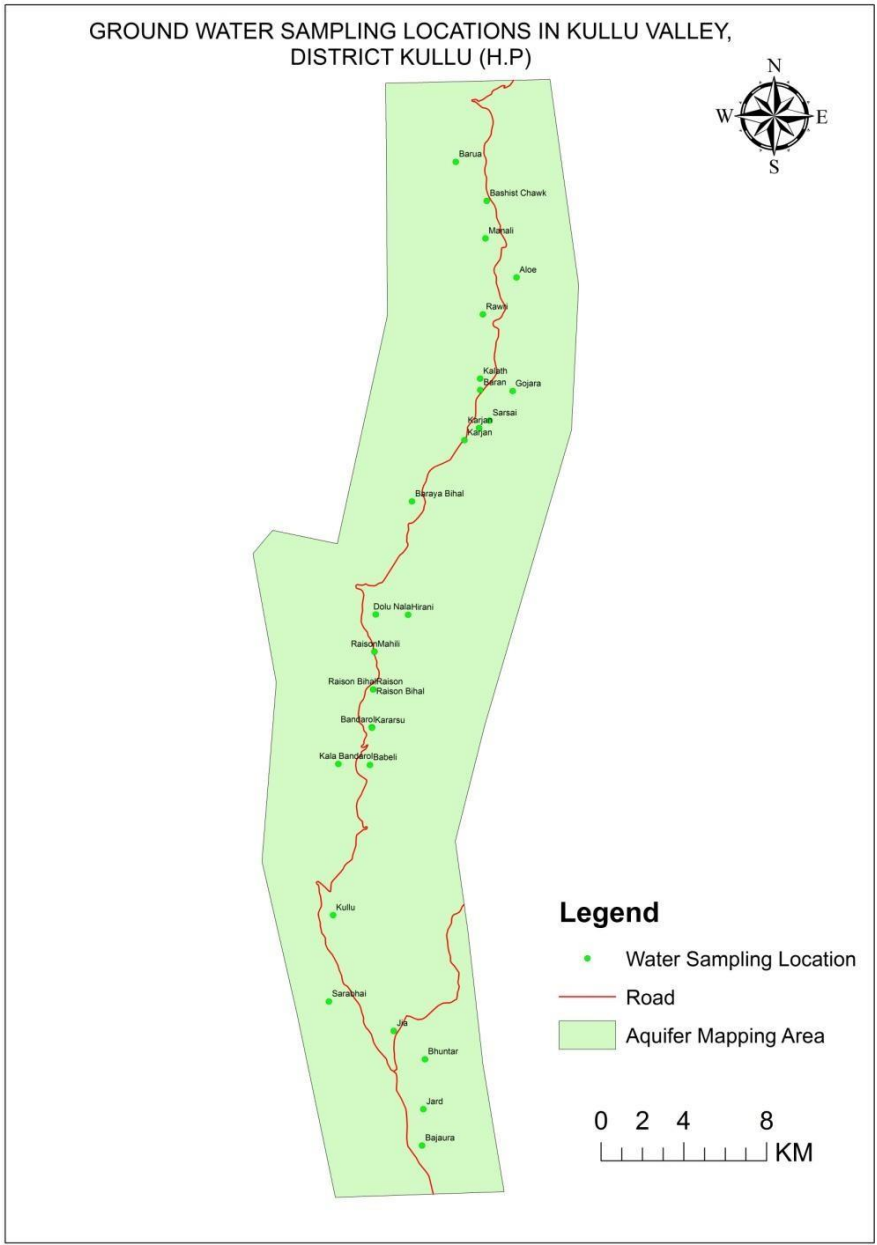 GROUND WATER SAMPLING LOCATIONS IN KULLU VALLEY,
DISTRICT KULLU (H.P)
N
W
E
S
Barua
Bashist Chawk
Manali
Aloe
Rawri
Kalath
Baran
Gojara
Sarsai
Karjan
Karjan
Baraya Bihal
Dolu Nala
Hirani
Raison
Mahili
Raison Bihal
Raison
Raison Bihal
Bandarol
Kararsu
Kala Bandarol
Babeli
Kullu
Sarabhai
Jia
Bhuntar
Jard
Bajaura
Legend
Water Sampling Location
Road
Aquifer Mapping Area
0 2 4 8
KM